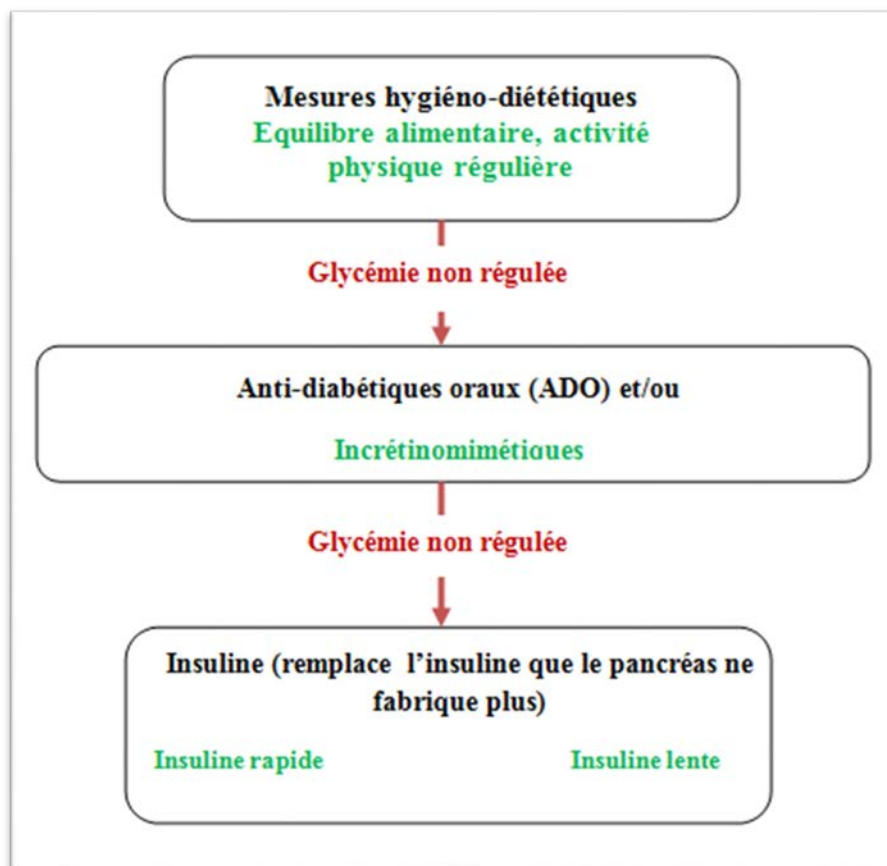 Mesures hygiéno-diététiques
Equilibre alimentaire, activité
physique régulière
Glycémie non régulée
Anti-diabétiques oraux (ADO) et/ou
Incrétinomimétiques
Glycémie non régulée
Insuline (remplace l'insuline que le pancréas ne
fabrique plus)
Insuline rapide Insuline lente